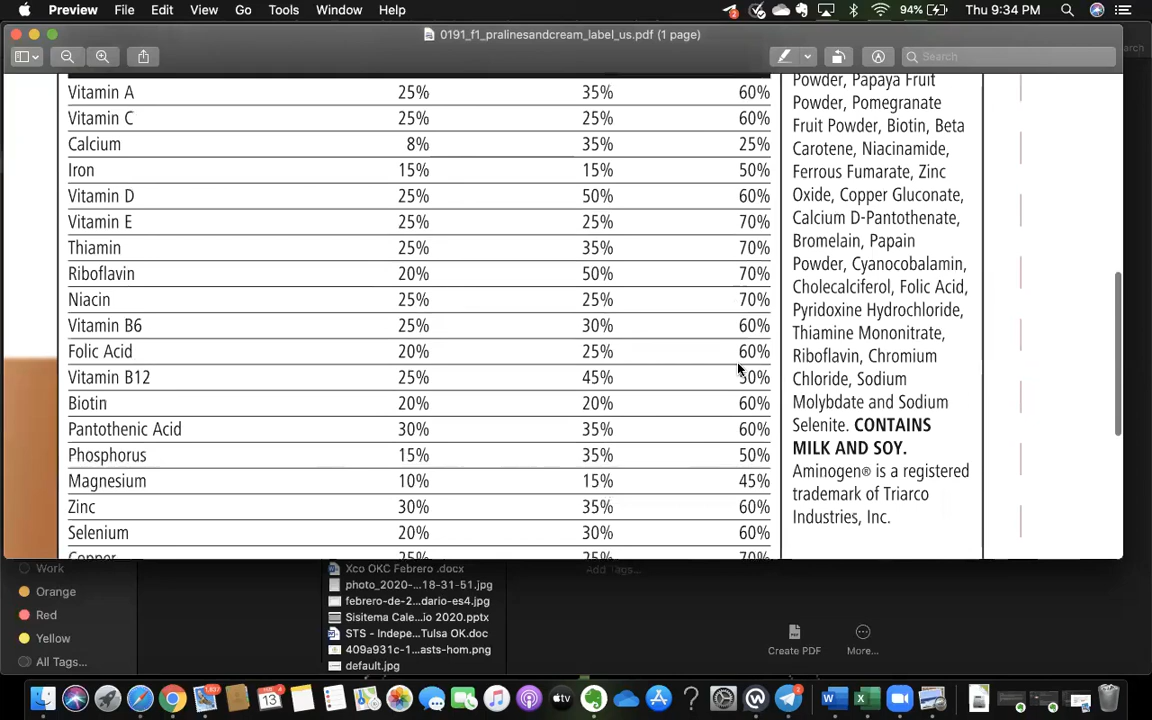 Preview File Edit View Go Tools Window Help 94% Thu 9:34 PM
0191_f1_pralinesandcream_label_us.pdf (1 page)
Search
Vitamin A 25% 35% 60%
Vitamin C 25% 25% 60%
Calcium 8% 35% 25%
Iron 15% 15% 50%
Vitamin D 25% 50% 60%
Vitamin E 25% 25% 70%
Thiamin 25% 35% 70%
Riboflavin 20% 50% 70%
Niacin 25% 25% 70%
Vitamin B6 25% 30% 60%
Folic Acid 20% 25% 60%
Vitamin B12 25% 45% 50%
Biotin 20% 20% 60%
Pantothenic Acid 30% 35% 60%
Phosphorus 15% 35% 50%
Magnesium 10% 15% 45%
Zinc 30% 35% 60%
Selenium 20% 30% 60%
Copper 25% 25% 70%
Powder, Papaya Fruit
Powder, Pomegranate
Fruit Powder, Biotin, Beta
Carotene, Niacinamide,
Ferrous Fumarate, Zinc
Oxide, Copper Gluconate,
Calcium D-Pantothenate,
Bromelain, Papain
Powder, Cyanocobalamin,
Cholecalciferol, Folic Acid,
Pyridoxine Hydrochloride,
Thiamine Mononitrate,
Riboflavin, Chromium
Chloride, Sodium
Molybdate and Sodium
Selenite. CONTAINS
MILK AND SOY.
Aminogen® is a registered
trademark of Triarco
Industries, Inc.
Work
Orange
Red
Yellow
All Tags...
Xco OKC Febrero .docx
photo_2020-...18-31-51.jpg
febrero-de-2...dario-es4.jpg
Sisitema Cale...io 2020.pptx
STS - Indepe...Tulsa OK.doc
409a931c-1...asts-hom.png
default.jpg
Add Tags...
Create PDF
More...